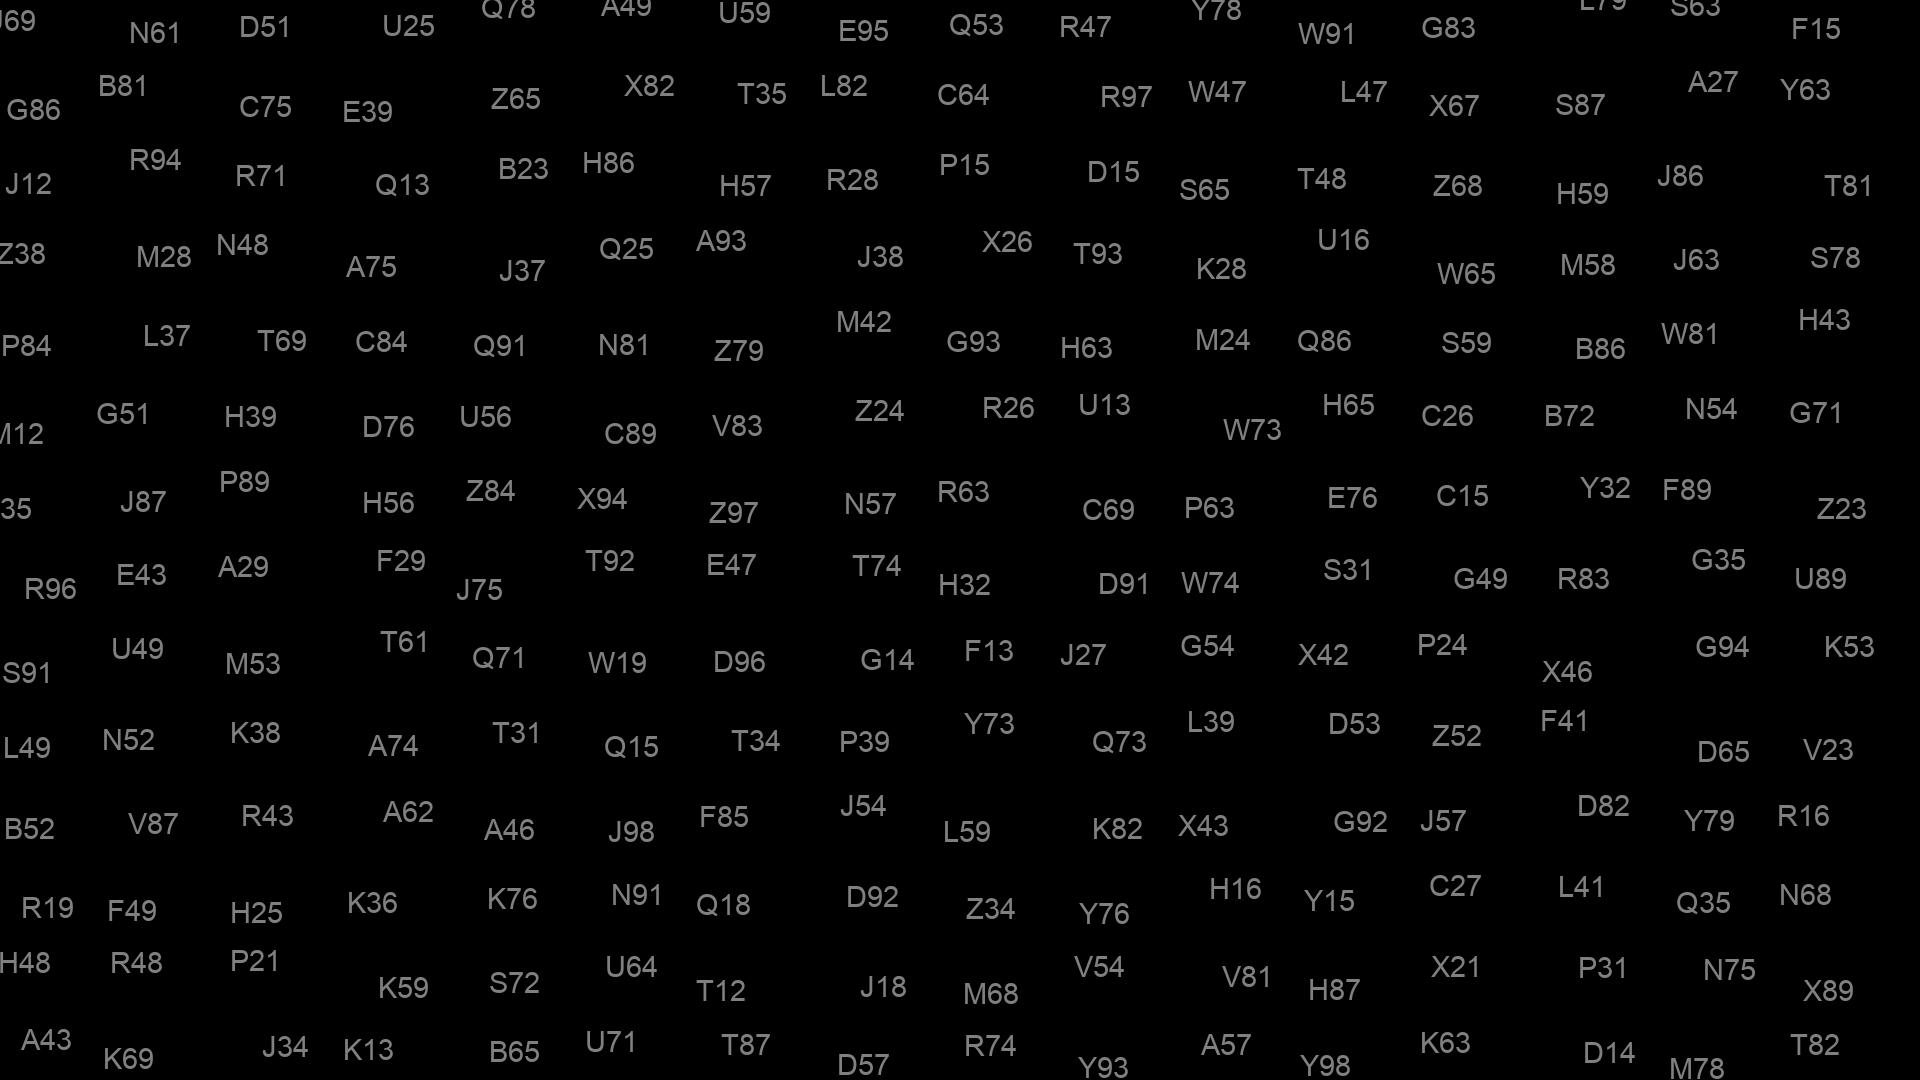 N61 D51 U25 Q78 A49 U59 E95 Q53 R47 Y78 W91 G83 L79 S63 F15
G86 B81 C75 E39 Z65 X82 T35 L82 C64 R97 W47 L47 X67 S87 A27 Y63
J12 R94 R71 Q13 B23 H86 H57 R28 P15 D15 S65 T48 Z68 H59 J86 T81
Z38 M28 N48 A75 J37 Q25 A93 J38 X26 T93 K28 U16 W65 M58 J63 S78
P84 L37 T69 C84 Q91 N81 Z79 M42 G93 H63 M24 Q86 S59 B86 W81 H43
M12 G51 H39 D76 U56 C89 V83 Z24 R26 U13 W73 H65 C26 B72 N54 G71
35 J87 P89 H56 Z84 X94 Z97 N57 R63 C69 P63 E76 C15 Y32 F89 Z23
R96 E43 A29 F29 J75 T92 E47 T74 H32 D91 W74 S31 G49 R83 G35 U89
S91 U49 M53 T61 Q71 W19 D96 G14 F13 J27 G54 X42 P24 X46 G94 K53
L49 N52 K38 A74 T31 Q15 T34 P39 Y73 Q73 L39 D53 Z52 F41 D65 V23
B52 V87 R43 A62 A46 J98 F85 J54 L59 K82 X43 G92 J57 D82 Y79 R16
R19 F49 H25 K36 K76 N91 Q18 D92 Z34 Y76 H16 Y15 C27 L41 Q35 N68
H48 R48 P21 K59 S72 U64 T12 J18 M68 V54 V81 H87 X21 P31 N75 X89
A43 K69 J34 K13 B65 U71 T87 D57 R74 Y93 A57 Y98 K63 D14 M78 T82